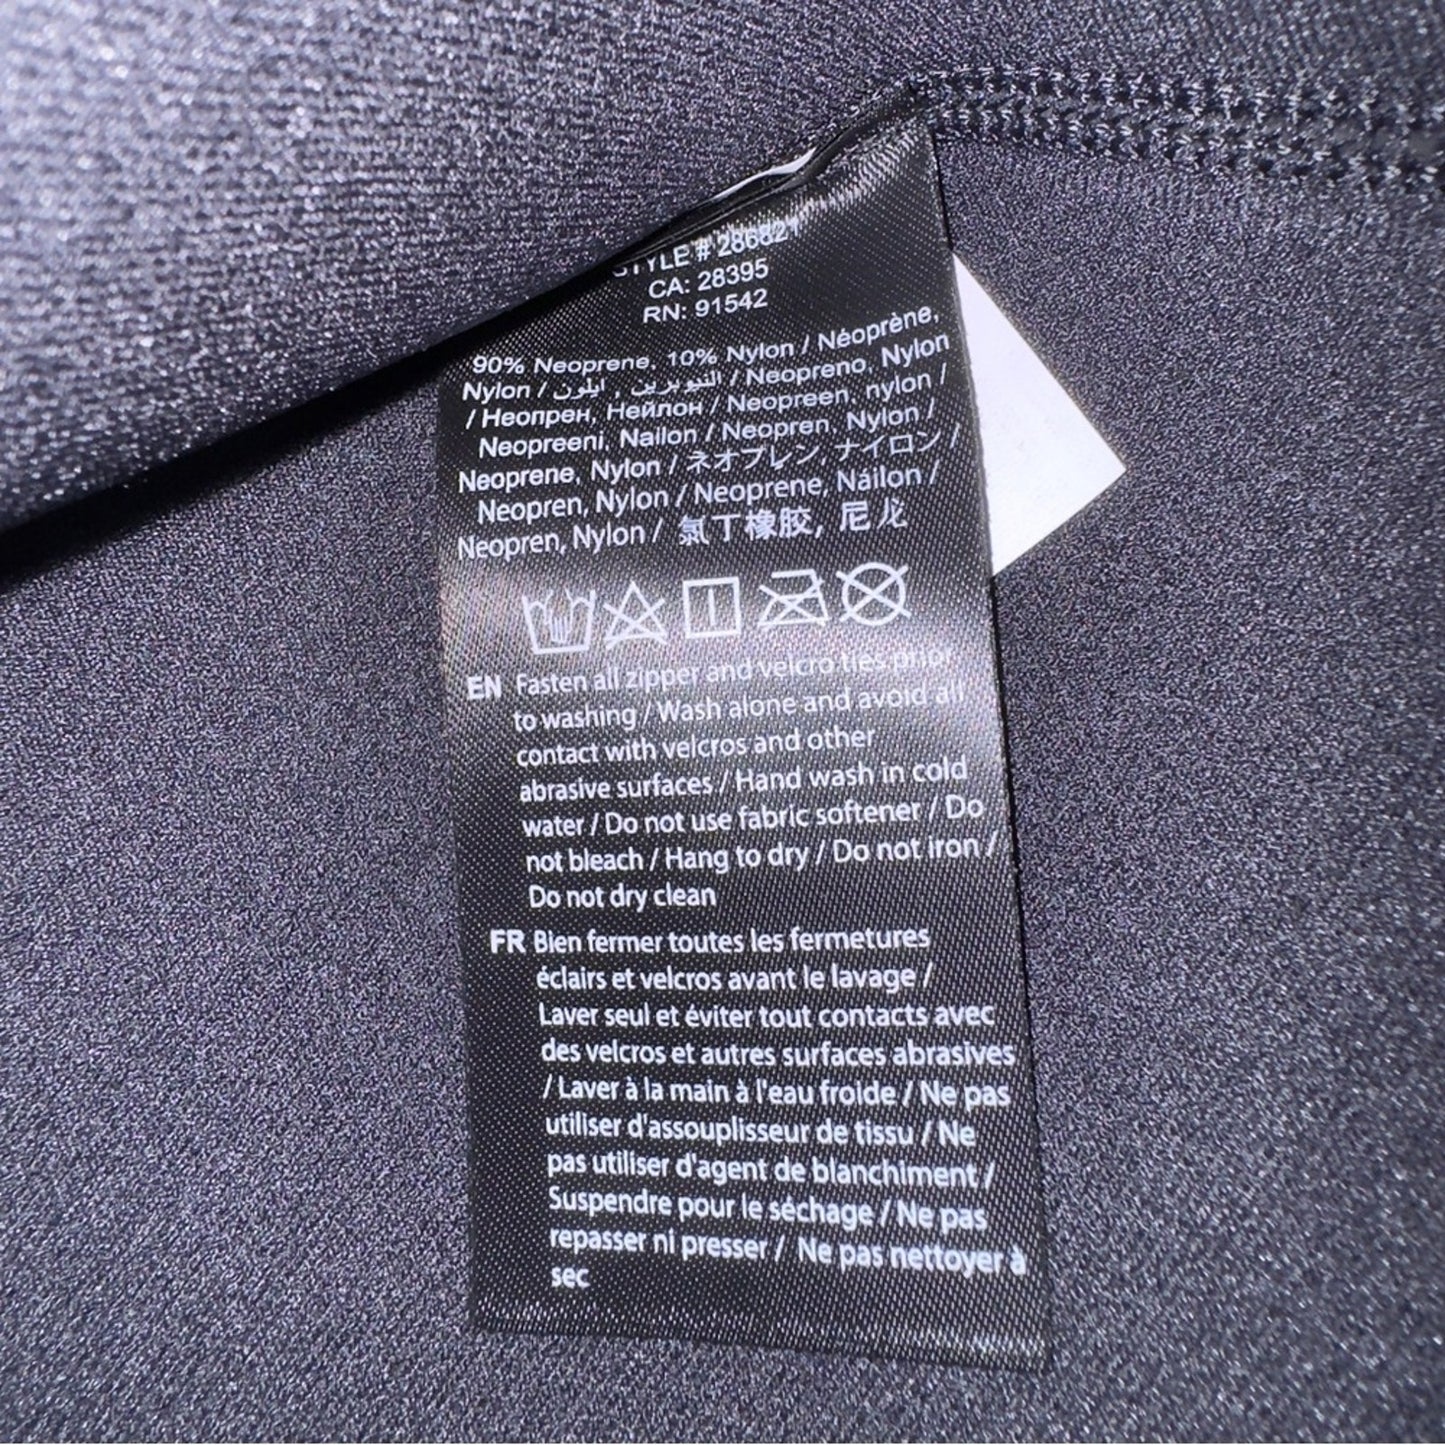 STYLE # 286821
CA: 28395
RN: 91542
90% Neoprene, 10% Nylon / Néoprène,
Nylon / النيوبرين , ايلون / Neopreno, Nylon
/ Неопрен, Нейлон / Neopreen, nylon /
Neopreeni, Nailon / Neopren, Nylon /
Neoprene, Nylon / ネオプレン, ナイロン /
Neopren, Nylon / Neoprene, Náilon /
Neopren, Nylon / 氯丁橡胶, 尼龙
EN Fasten all zipper and velcro ties prior
to washing / Wash alone and avoid all
contact with velcros and other
abrasive surfaces / Hand wash in cold
water / Do not use fabric softener / Do
not bleach / Hang to dry / Do not iron /
Do not dry clean
FR Bien fermer toutes les fermetures
éclairs et velcros avant le lavage /
Laver seul et éviter tout contacts avec
des velcros et autres surfaces abrasives
/ Laver à la main à l'eau froide / Ne pas
utiliser d'assouplisseur de tissu / Ne
pas utiliser d'agent de blanchiment /
Suspendre pour le séchage / Ne pas
repasser ni presser / Ne pas nettoyer à
sec